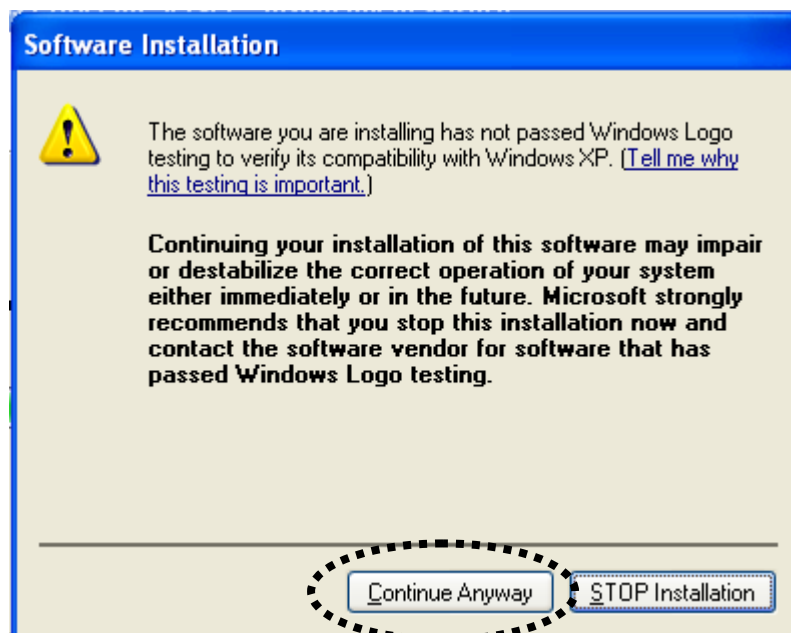 Software Installation
The software you are installing has not passed Windows Logo
testing to verify its compatibility with Windows XP. (Tell me why
this testing is important.)
Continuing your installation of this software may impair
or destabilize the correct operation of your system
either immediately or in the future. Microsoft strongly
recommends that you stop this installation now and
contact the software vendor for software that has
passed Windows Logo testing.
Continue Anyway STOP Installation